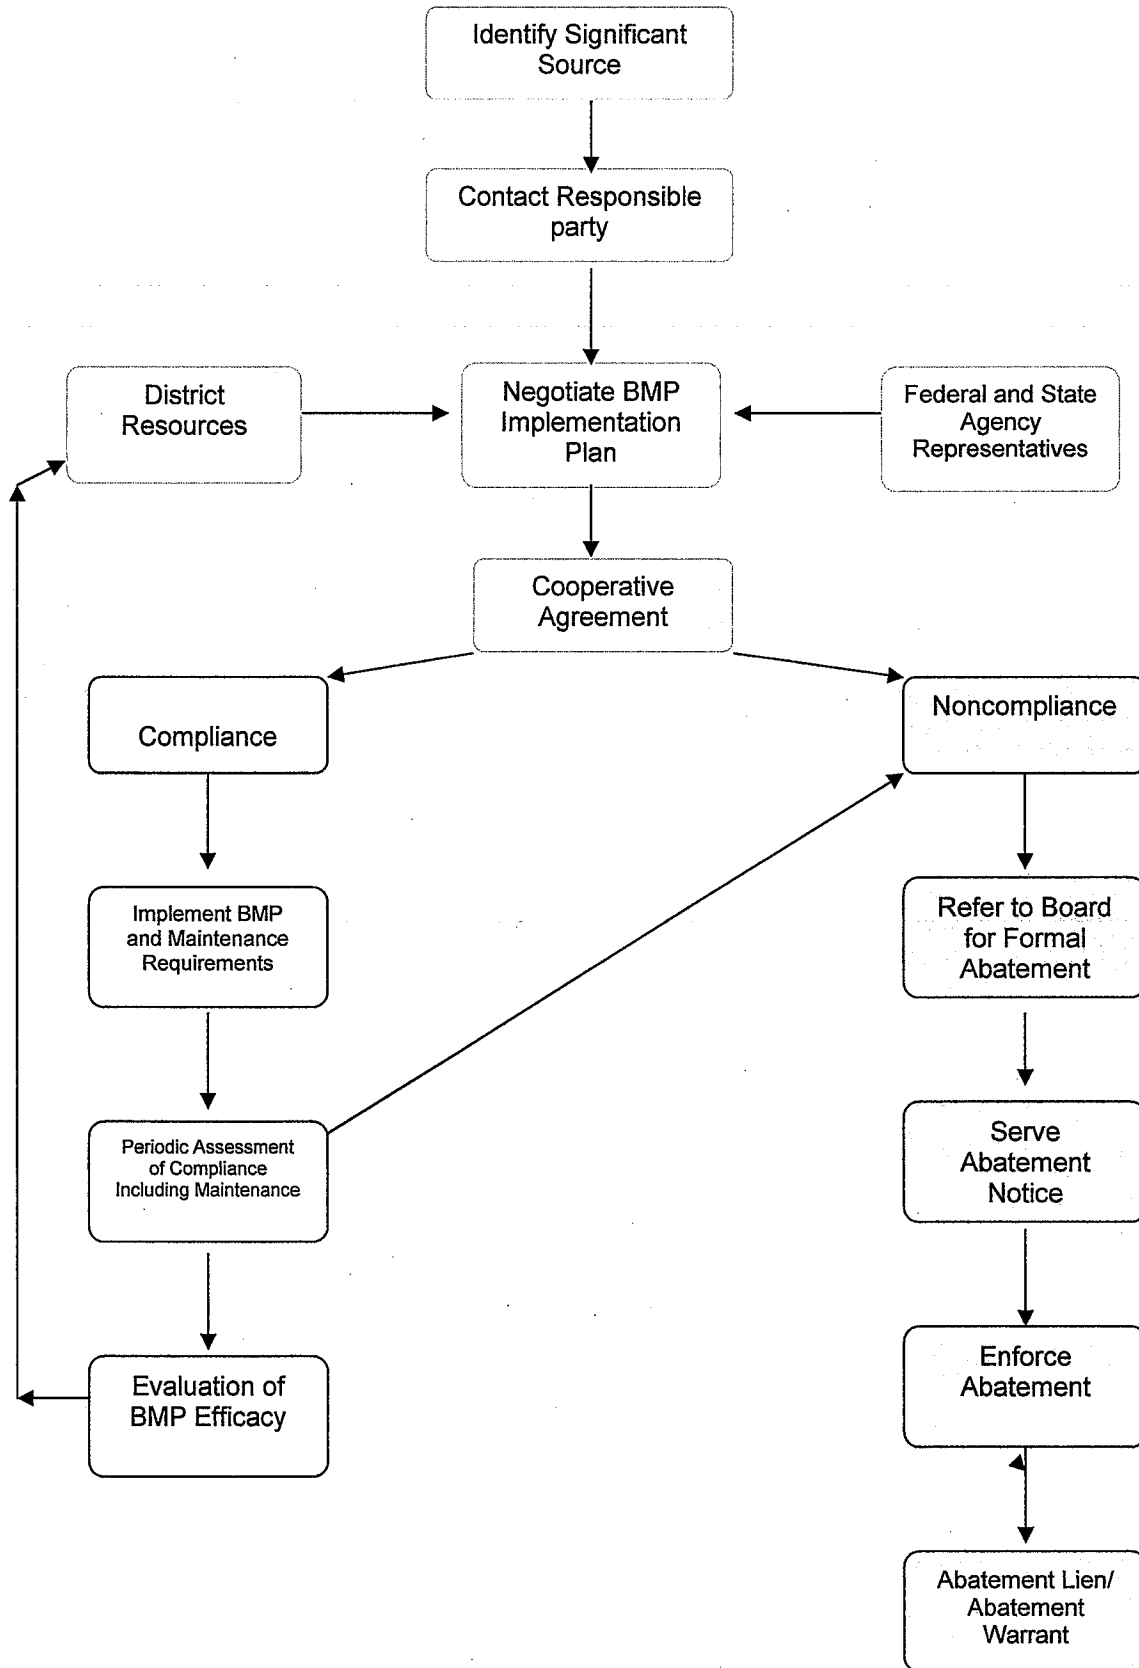 Identify Significant
Source
Contact Responsible
party
District
Resources
Negotiate BMP
Implementation
Plan
Federal and State
Agency
Representatives
Cooperative
Agreement
Compliance
Noncompliance
Implement BMP
and Maintenance
Requirements
Refer to Board
for Formal
Abatement
Periodic Assessment
of Compliance
Including Maintenance
Serve
Abatement
Notice
Evaluation of
BMP Efficacy
Enforce
Abatement
Abatement Lien/
Abatement
Warrant